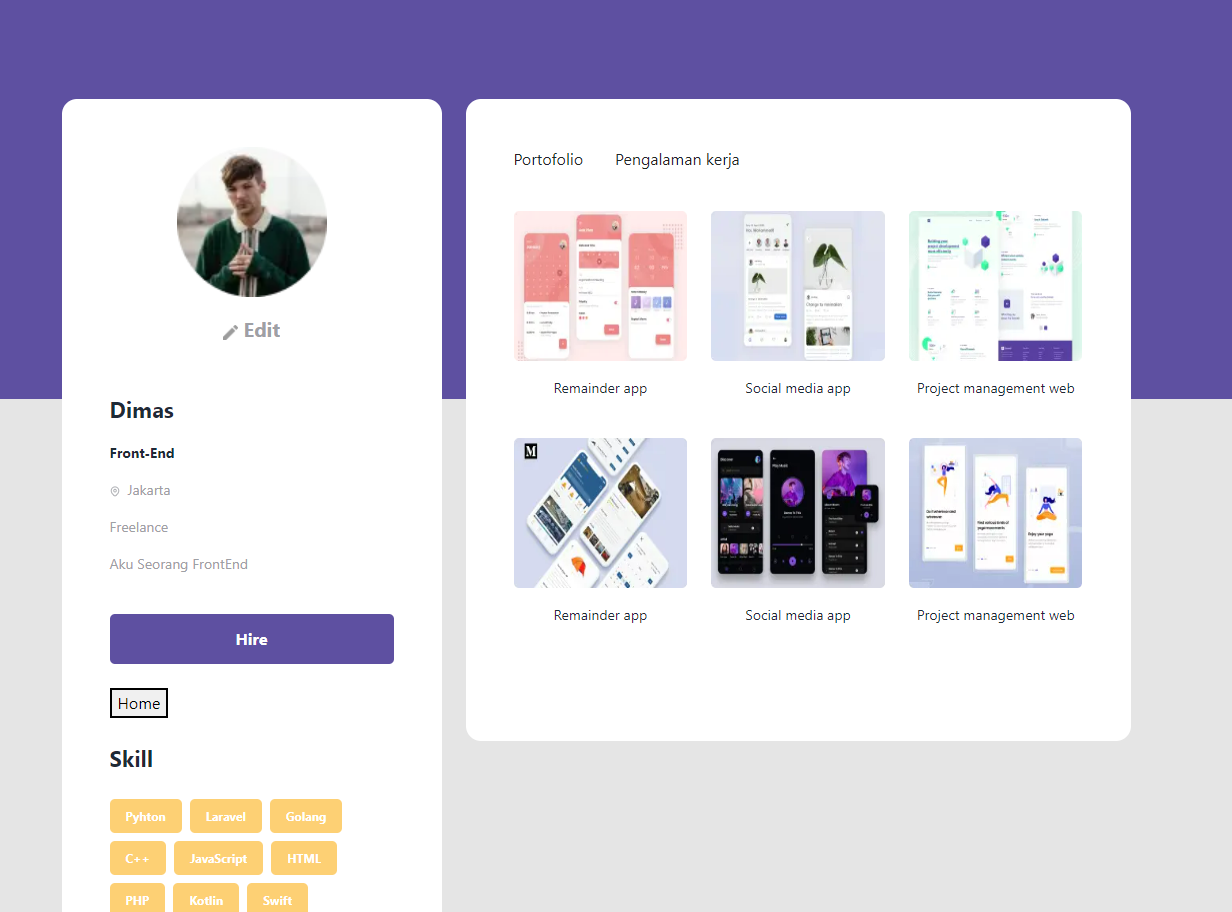 Edit
Dimas
Front-End
Jakarta
Freelance
Aku Seorang FrontEnd
Hire
Home
Skill
Pyhton Laravel Golang
C++ JavaScript HTML
PHP Kotlin Swift
Portofolio Pengalaman kerja
Remainder app Social media app Project management web
Remainder app Social media app Project management web